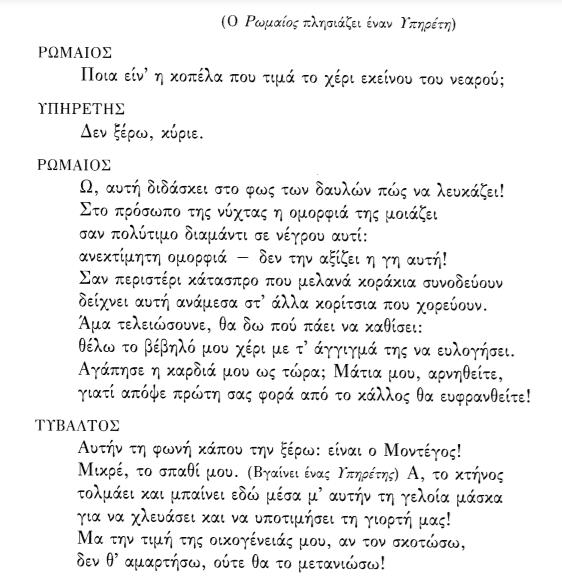 (Ο Ρωμαίος πλησιάζει έναν Υπηρέτη)
ΡΩΜΑΙΟΣ
Ποια είν' η κοπέλα που τιμά το χέρι εκείνου του νεαρού;
ΥΠΗΡΕΤΗΣ
Δεν ξέρω, κύριε.
ΡΩΜΑΙΟΣ
Ω, αυτή διδάσκει στο φως των δαυλών πώς να λευκάζει!
Στο πρόσωπο της νύχτας η ομορφιά της μοιάζει
σαν πολύτιμο διαμάντι σε νέγρου αυτί:
ανεκτίμητη ομορφιά – δεν την αξίζει η γη αυτή!
Σαν περιστέρι κάτασπρο που μελανά κοράκια συνοδεύουν
δείχνει αυτή ανάμεσα στ' άλλα κορίτσια που χορεύουν.
Άμα τελειώσουνε, θα δω πού πάει να καθίσει:
θέλω το βέβηλό μου χέρι με τ' άγγιγμά της να ευλογήσει.
Αγάπησε η καρδιά μου ως τώρα; Μάτια μου, αρνηθείτε,
γιατί απόψε πρώτη σας φορά από το κάλλος θα ευφρανθείτε!
ΤΥΒΑΛΤΟΣ
Αυτήν τη φωνή κάπου την ξέρω: είναι ο Μοντέγος!
Μικρέ, το σπαθί μου. (Βγαίνει ένας Υπηρέτης) Α, το κτήνος
τολμάει και μπαίνει εδώ μέσα μ' αυτήν τη γελοία μάσκα
για να χλευάσει και να υποτιμήσει τη γιορτή μας!
Μα την τιμή της οικογένειάς μου, αν τον σκοτώσω,
δεν θ' αμαρτήσω, ούτε θα το μετανιώσω!